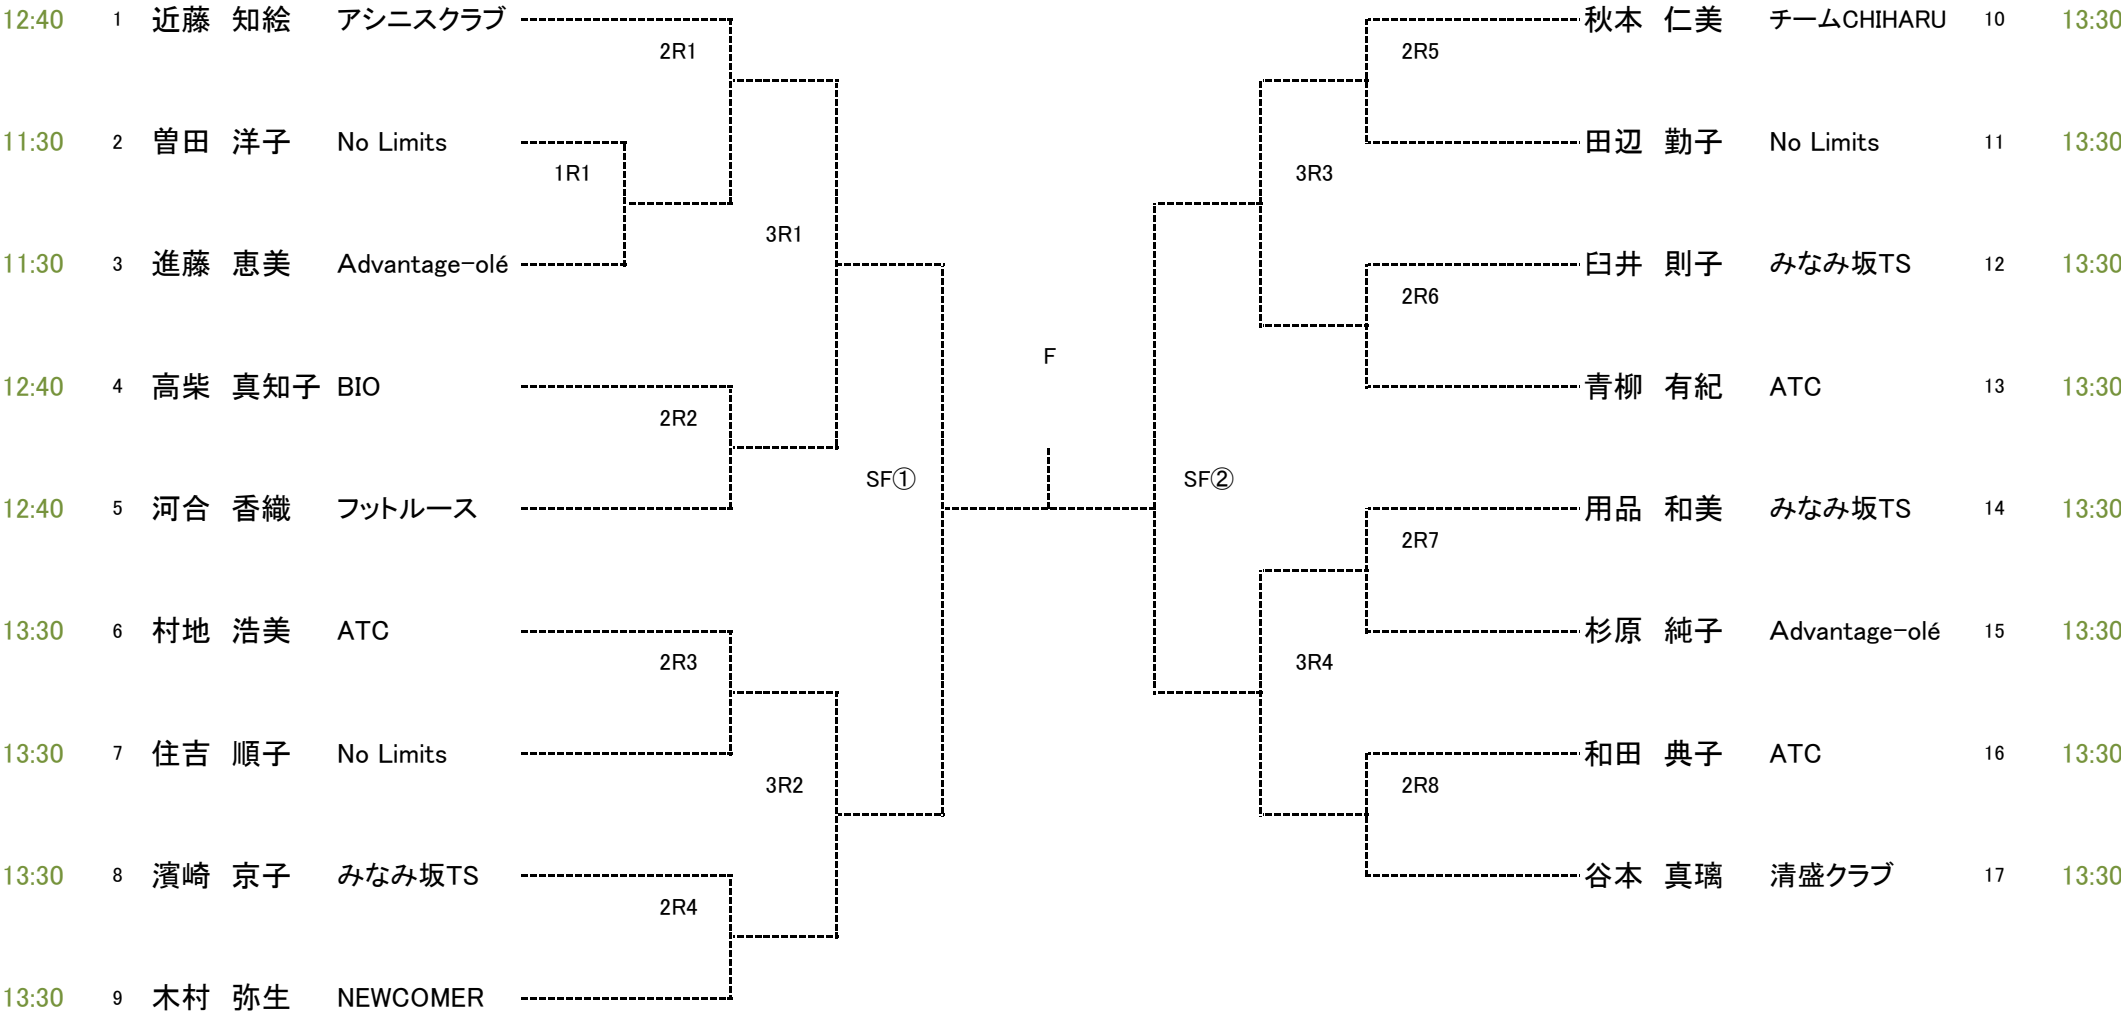 12:40 1 近藤 知絵 アシニスクラブ
2R1
11:30 2 曽田 洋子 No Limits
1R1
11:30 3 進藤 恵美 Advantage-olé
3R1
12:40 4 高柴 真知子 BIO
2R2
12:40 5 河合 香織 フットルース
SF①
13:30 6 村地 浩美 ATC
2R3
13:30 7 住吉 順子 No Limits
3R2
13:30 8 濱崎 京子 みなみ坂TS
2R4
13:30 9 木村 弥生 NEWCOMER
F
秋本 仁美 チームCHIHARU 10 13:30
2R5
田辺 勤子 No Limits 11 13:30
3R3
臼井 則子 みなみ坂TS 12 13:30
2R6
青柳 有紀 ATC 13 13:30
SF②
用品 和美 みなみ坂TS 14 13:30
2R7
杉原 純子 Advantage-olé 15 13:30
3R4
和田 典子 ATC 16 13:30
2R8
谷本 真璃 清盛クラブ 17 13:30